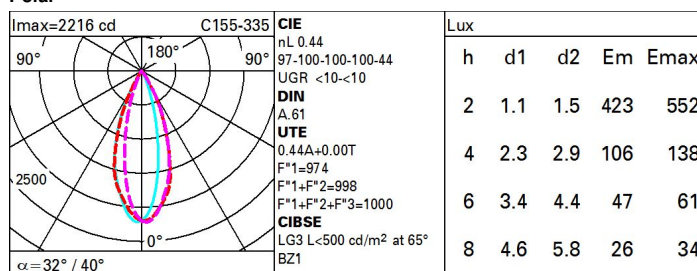 Imax=2216 cd C155-335
90° 180° 90°
2500
0°
α=32° / 40°
CIE
nL 0.44
97-100-100-100-44
UGR <10-<10
DIN
A.61
UTE
0.44A+0.00T
F"1=974
F"1+F"2=998
F"1+F"2+F"3=1000
CIBSE
LG3 L<500 cd/m² at 65°
BZ1
Lux
h d1 d2 Em Emax
2 1.1 1.5 423 552
4 2.3 2.9 106 138
6 3.4 4.4 47 61
8 4.6 5.8 26 34